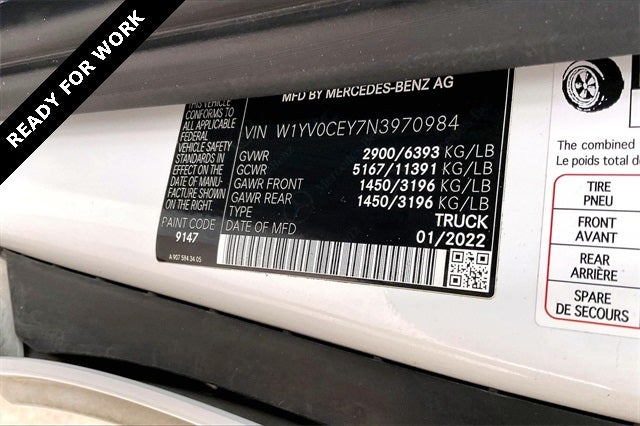 READY FOR WORK
MFD BY MERCEDES-BENZ AG
THIS VEHICLE
CONFORMS TO
ALL APPLICABLE
FEDERAL
VEHICLE SAFETY
STANDARDS IN
EFFECT ON THE
DATE OF MANU-
FACTURE SHOWN
ON THE RIGHT.
PAINT CODE
9147
A 907 584 34 05
VIN W1YV0CEY7N3970984
GVWR 2900/6393 KG/LB
GCWR 5167/11391 KG/LB
GAWR FRONT 1450/3196 KG/LB
GAWR REAR 1450/3196 KG/LB
TYPE TRUCK
DATE OF MFD 01/2022
The combined
Le poids total d
TIRE
PNEU
FRONT
AVANT
REAR
ARRIÈRE
SPARE
DE SECOURS